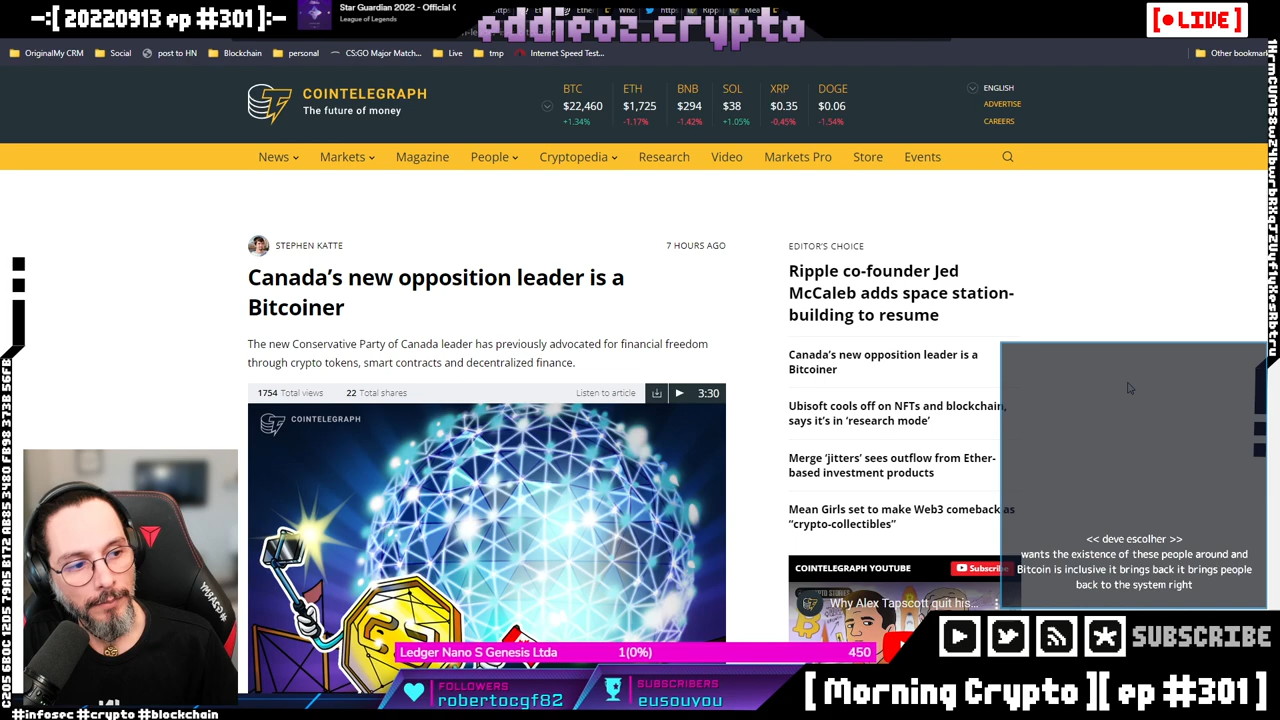 -:[ 20220913 ep #301]:-
Star Guardian 2022 - Official C
League of Legends
eddieoz.crypto
[•LIVE]
OriginalMy CRM
Social
post to HN
Blockchain
personal
CS:GO Major Match...
Live
tmp
Internet Speed Test...
Other bookmar
COINTELEGRAPH
The future of money
BTC ETH BNB SOL XRP DOGE
$22,460 $1,725 $294 $38 $0.35 $0.06
+1.34% -1.17% -1.42% +1.05% -0.45% -1.54%
ENGLISH
ADVERTISE
CAREERS
News Markets Magazine People Cryptopedia Research Video Markets Pro Store Events
STEPHEN KATTE
7 HOURS AGO
Canada's new opposition leader is a
Bitcoiner
The new Conservative Party of Canada leader has previously advocated for financial freedom
through crypto tokens, smart contracts and decentralized finance.
1754 Total views 22 Total shares Listen to article 3:30
COINTELEGRAPH
EDITOR'S CHOICE
Ripple co-founder Jed
McCaleb adds space station-
building to resume
Canada's new opposition leader is a
Bitcoiner
Ubisoft cools off on NFTs and blockchain,
says it's in 'research mode'
Merge 'jitters' sees outflow from Ether-
based investment products
Mean Girls set to make Web3 comeback as
"crypto-collectibles"
COINTELEGRAPH YOUTUBE
Subscribe
Why Alex Tapscott quit his...
<< deve escolher >>
wants the existence of these people around and
Bitcoin is inclusive it brings back it brings people
back to the system right
Ledger Nano S Genesis Ltda 1(0%) 450
FOLLOWERS
robertocgf82
SUBSCRIBERS
eusouyou
SUBSCRIBE
[ Morning Crypto ][ ep #301 ]
#infosec #crypto #blockchain